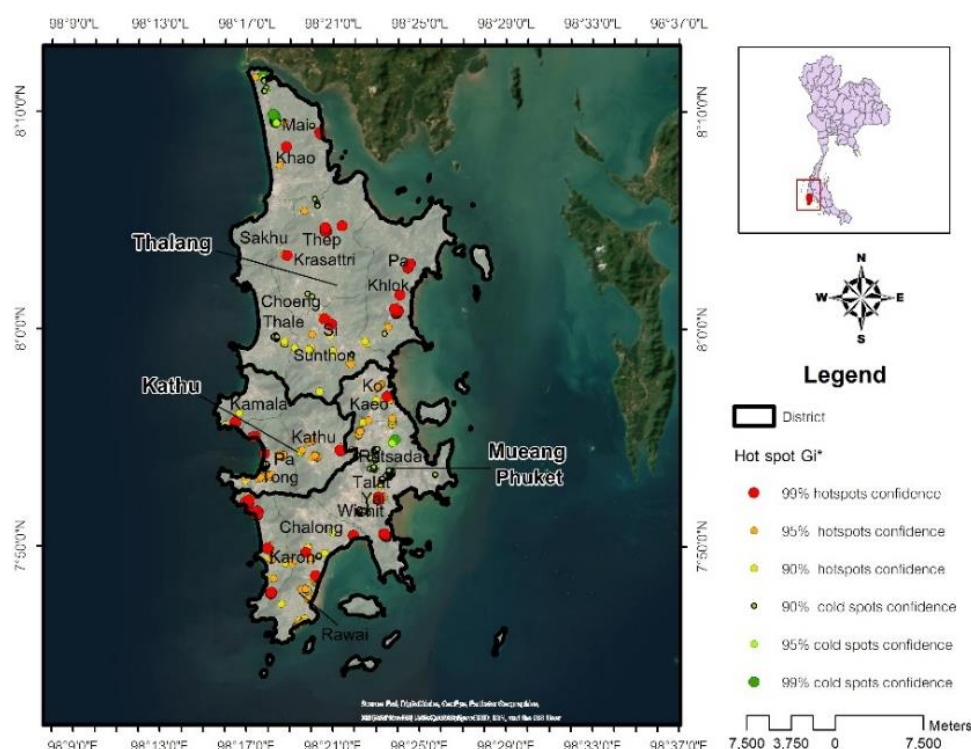 98°9'0"L 98°13'0"L 98°17'0"L 98°21'0"L 98°25'0"L 98°33'0"L 98°37'0"L
8°10'0"N
8°10'0"N
Mai
Khao
Thalang
Sakhu
Thep
Krasattri
Pa
Khlok
Choeng
Thale
Si
Sunthon
8°0'0"N
8°0'0"N
Kathu
Kamala
Ko
Kaeo
Kathu
Pa
Tong
Ratsada
Mueang
Phuket
Talat
Yai
Wichit
Chalong
Karon
Rawai
7°50'0"N
7°50'0"N
98°9'0"E 98°13'0"E 98°17'0"E 98°21'0"E 98°25'0"E 98°33'0"E 98°37'0"E
N
W E
S
Legend
District
Hot spot Gi*
99% hotspots confidence
95% hotspots confidence
90% hotspots confidence
90% cold spots confidence
95% cold spots confidence
99% cold spots confidence
Meters
7,500 3,750 0 7,500